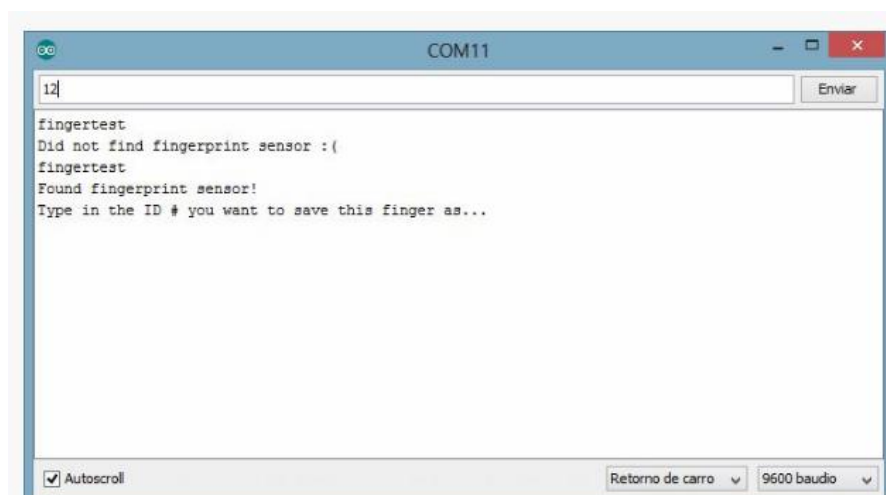 COM11
12
Enviar
fingertest
Did not find fingerprint sensor :(
fingertest
Found fingerprint sensor!
Type in the ID # you want to save this finger as...
Autoscroll
Retorno de carro
9600 baudio